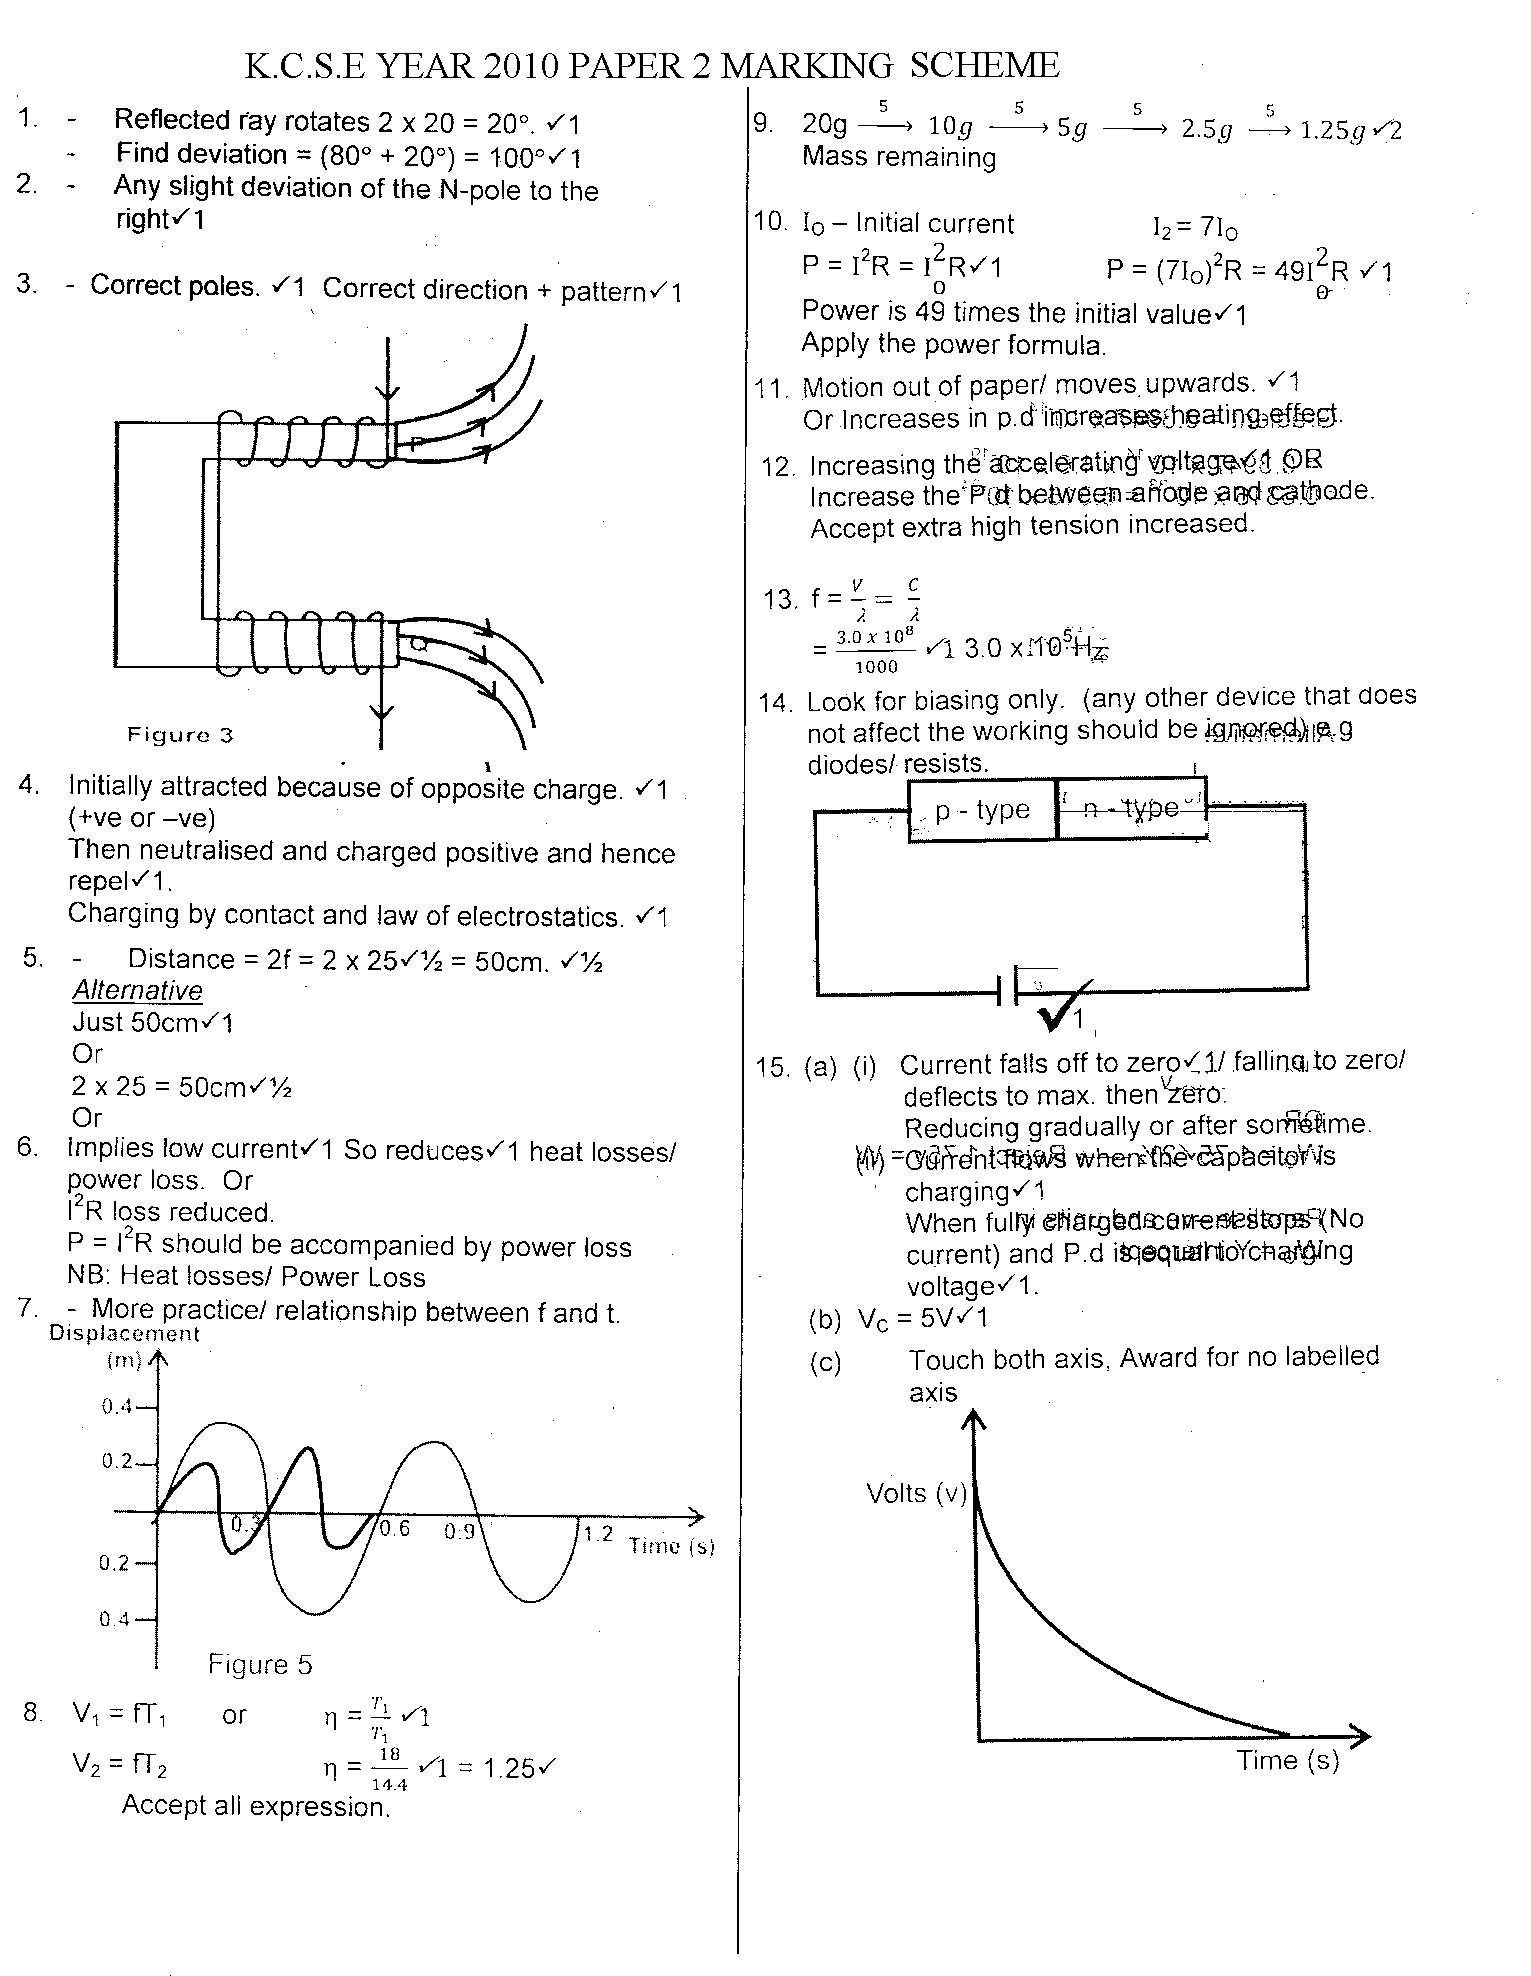 K.C.S.E YEAR 2010 PAPER 2 MARKING SCHEME
1. - Reflected ray rotates 2 x 20 = 20°. ✓1
- Find deviation = (80° + 20°) = 100°✓1
2. - Any slight deviation of the N-pole to the
right✓1
3. - Correct poles. ✓1 Correct direction + pattern✓1
P
Q
Figure 3
4. Initially attracted because of opposite charge. ✓1
(+ve or –ve)
Then neutralised and charged positive and hence
repel✓1.
Charging by contact and law of electrostatics. ✓1
5. - Distance = 2f = 2 x 25✓½ = 50cm. ✓½
Alternative
Just 50cm✓1
Or
2 x 25 = 50cm✓½
Or
6. Implies low current✓1 So reduces✓1 heat losses/
power loss. Or
I²R loss reduced.
P = I²R should be accompanied by power loss
NB: Heat losses/ Power Loss
7. - More practice/ relationship between f and t.
Displacement
(m)
0.4
0.2
0.3 0.6 0.9 1.2 Time (s)
0.2
0.4
Figure 5
8. V₁ = fT₁ or η = T₁/T₁ ✓1
V₂ = fT₂ η = 18/14.4 ✓1 = 1.25✓
Accept all expression.
9. 20g —5→ 10g —5→ 5g —5→ 2.5g —5→ 1.25g ✓2
Mass remaining
10. I₀ – Initial current I₂ = 7I₀
P = I²R = I₀²R✓1 P = (7I₀)²R = 49I₀²R ✓1
Power is 49 times the initial value✓1
Apply the power formula.
11. Motion out of paper/ moves upwards. ✓1
Or Increases in p.d increases heating effect.
12. Increasing the accelerating voltage✓1 OR
Increase the P.d between anode and cathode.
Accept extra high tension increased.
13. f = V/λ = C/λ
= 3.0 x 10⁸/1000 ✓1 3.0 x 10⁵Hz
14. Look for biasing only. (any other device that does
not affect the working should be ignored) e.g
diodes/ resists.
p - type n - type
✓1
15. (a) (i) Current falls off to zero✓1/ falling to zero/
deflects to max. then zero.
Reducing gradually or after sometime.
(ii) Current flows when the capacitor is
charging✓1
When fully charged current stops (No
current) and P.d is equal to charging
voltage✓1.
(b) V_C = 5V✓1
(c) Touch both axis, Award for no labelled
axis
Volts (v)
Time (s)